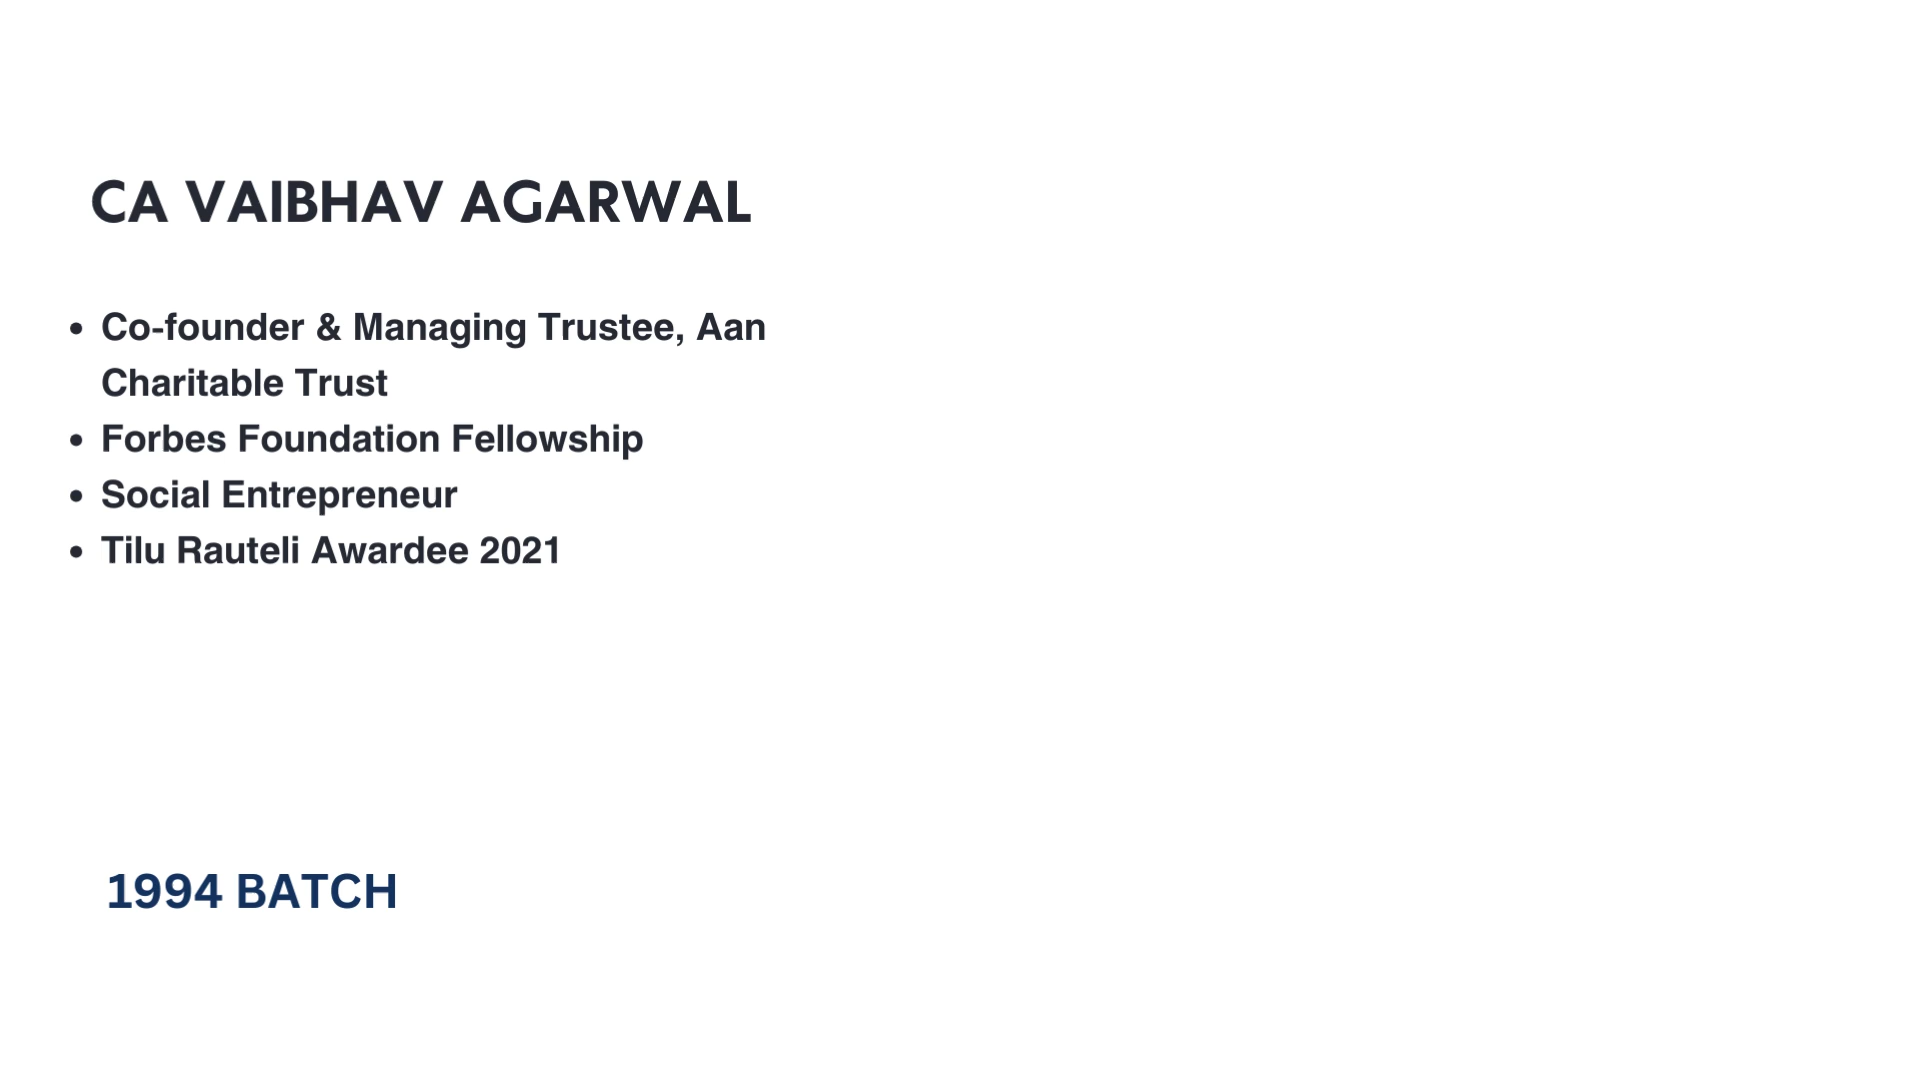 CA VAIBHAV AGARWAL
• Co-founder & Managing Trustee, Aan
Charitable Trust
• Forbes Foundation Fellowship
• Social Entrepreneur
• Tilu Rauteli Awardee 2021
1994 BATCH